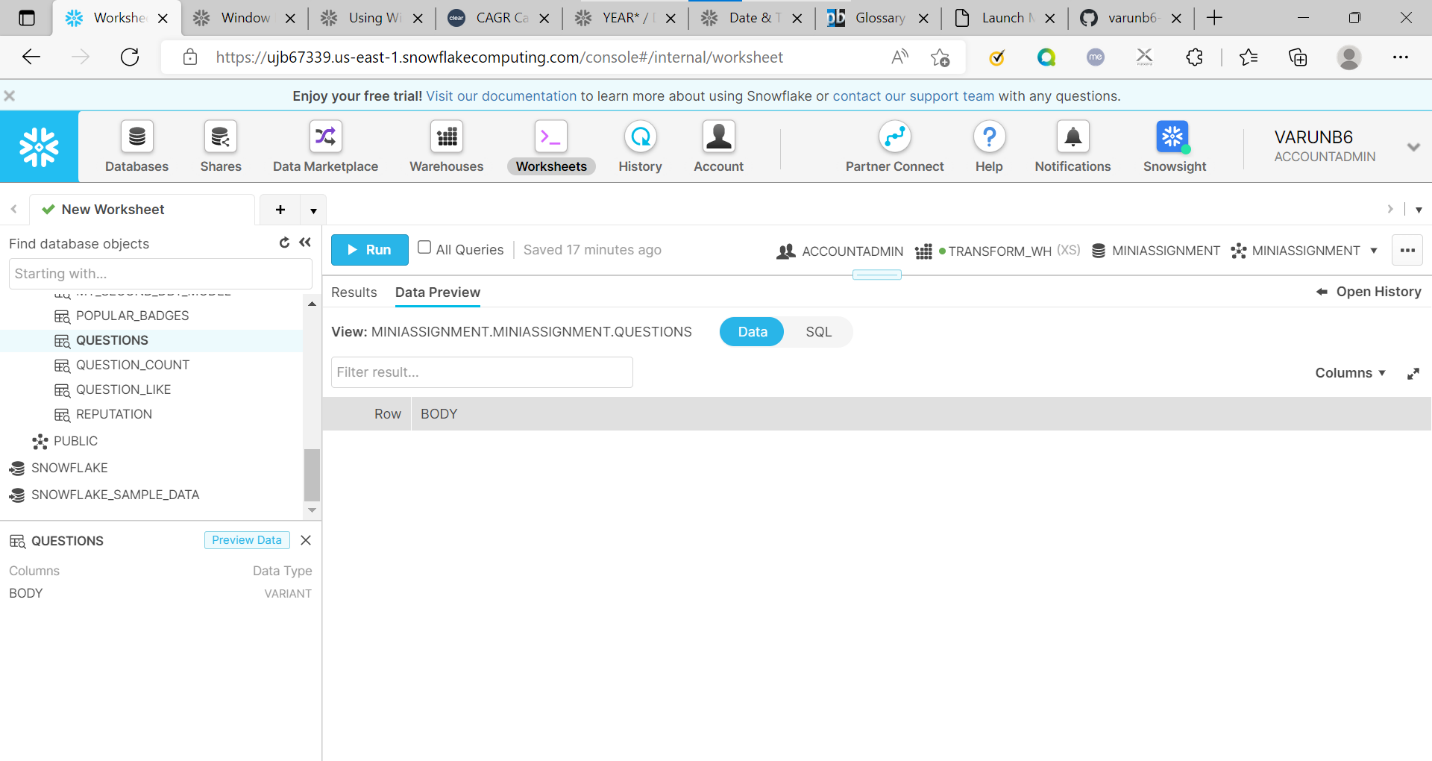 Workshe
Window
Using Wi
CAGR Ca
YEAR* / D
Date & T
Glossary
Launch M
varunb6-
https://ujb67339.us-east-1.snowflakecomputing.com/console#/internal/worksheet
Enjoy your free trial! Visit our documentation to learn more about using Snowflake or contact our support team with any questions.
Databases
Shares
Data Marketplace
Warehouses
Worksheets
History
Account
Partner Connect
Help
Notifications
Snowsight
VARUNB6
ACCOUNTADMIN
New Worksheet
Find database objects
Starting with...
Run
All Queries
Saved 17 minutes ago
ACCOUNTADMIN
TRANSFORM_WH (XS)
MINIASSIGNMENT
MINIASSIGNMENT
MY_SECOND_DBT_MODEL
POPULAR_BADGES
QUESTIONS
QUESTION_COUNT
QUESTION_LIKE
REPUTATION
PUBLIC
SNOWFLAKE
SNOWFLAKE_SAMPLE_DATA
Results
Data Preview
Open History
View: MINIASSIGNMENT.MINIASSIGNMENT.QUESTIONS
Data
SQL
Filter result...
Columns
Row
BODY
QUESTIONS
Preview Data
Columns
Data Type
BODY
VARIANT